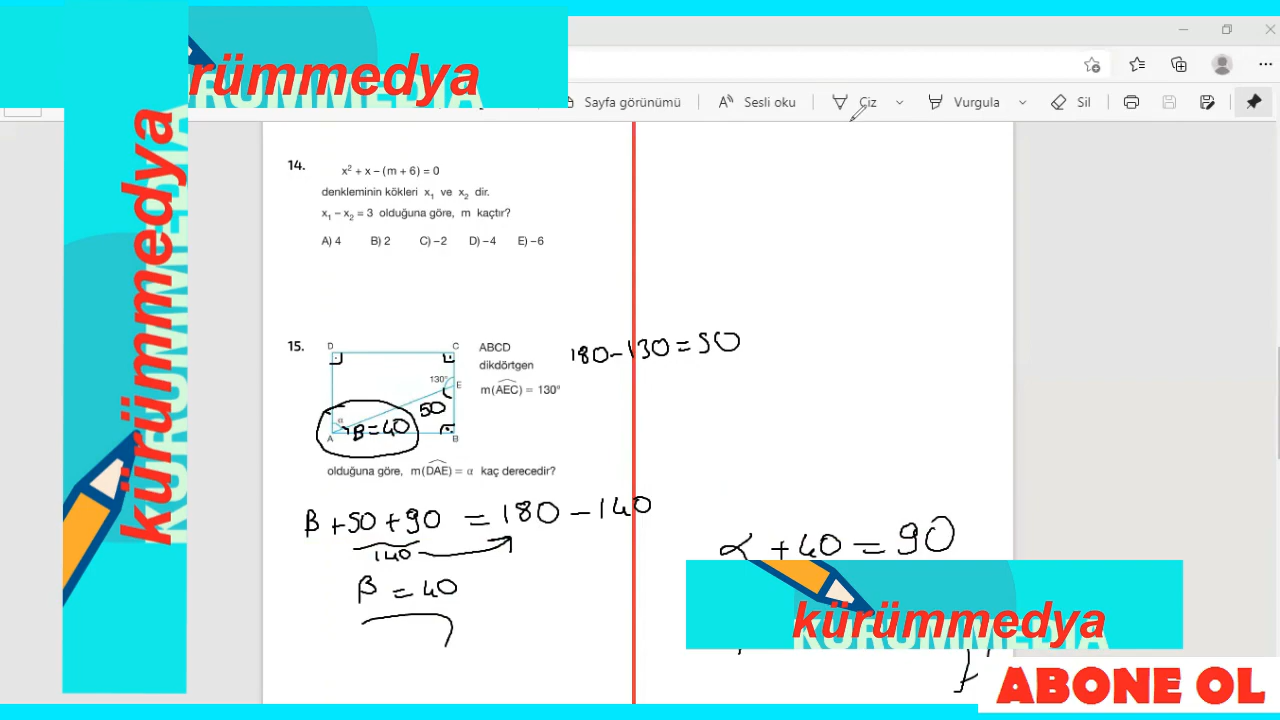 rümmedya
RÜMMEDYA
kürümmedya
KÜRÜMMEDYA
Sayfa görünümü
Sesli oku
Çiz
Vurgula
Sil
14.
x² + x – (m + 6) = 0
denkleminin kökleri x₁ ve x₂ dir.
x₁ – x₂ = 3 olduğuna göre, m kaçtır?
A) 4 B) 2 C) –2 D) –4 E) –6
15.
D C
130°
E
50
α
β=40
A B
ABCD
dikdörtgen
m(AEC) = 130°
180-130=50
olduğuna göre, m(DAE) = α kaç derecedir?
β+50+90 = 180-140
140
β=40
α+40=90
kürümmedya
KÜRÜMMEDYA
ABONE OL